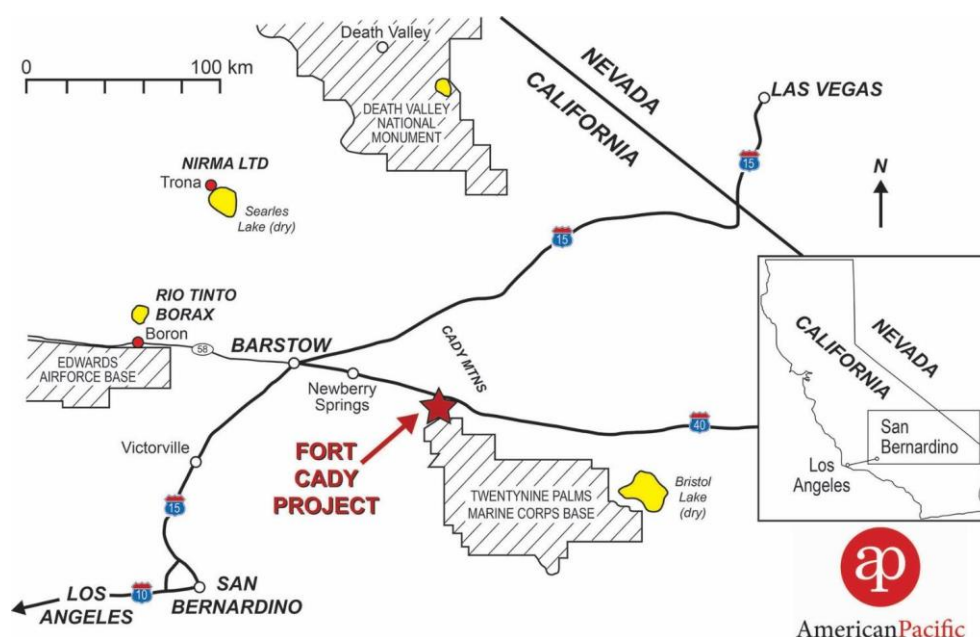 Death Valley
0 100 km
NEVADA
CALIFORNIA
LAS VEGAS
DEATH VALLEY
NATIONAL
MONUMENT
15
NIRMA LTD
Trona
Searles
Lake (dry)
N
15
RIO TINTO
BORAX
Boron
58
BARSTOW
CADY MTNS
EDWARDS
AIRFORCE BASE
Newberry
Springs
40
Victorville
FORT
CADY
PROJECT
TWENTYNINE PALMS
MARINE CORPS BASE
Bristol
Lake
(dry)
15
LOS
ANGELES
10
SAN
BERNARDINO
CALIFORNIA
NEVADA
San
Bernardino
Los
Angeles
ap
AmericanPacific